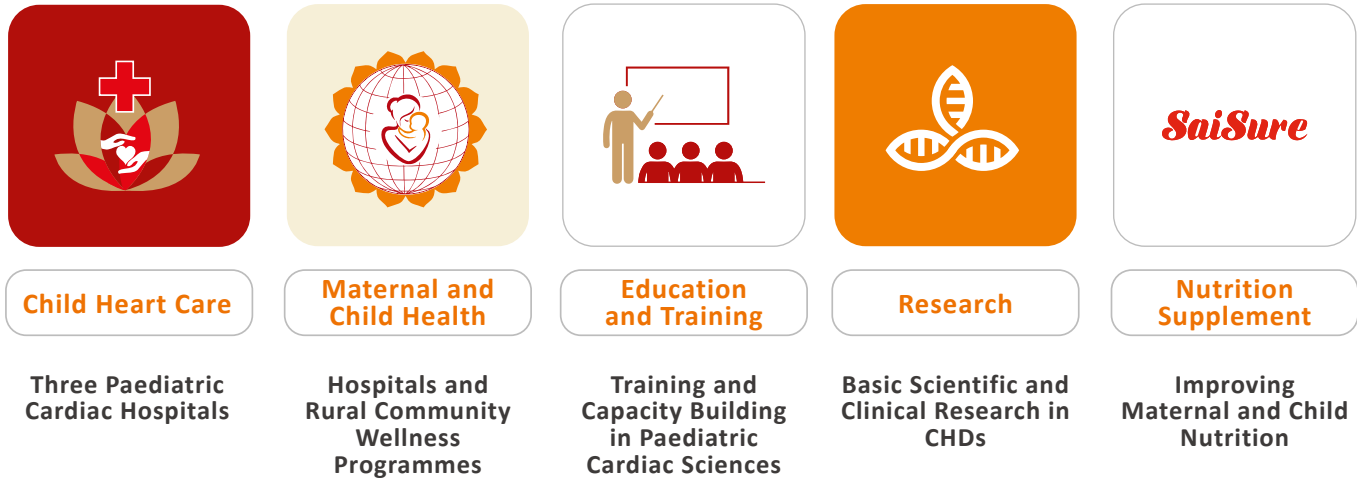 SaiSure
Child Heart Care
Maternal and
Child Health
Education
and Training
Research
Nutrition
Supplement
Three Paediatric
Cardiac Hospitals
Hospitals and
Rural Community
Wellness
Programmes
Training and
Capacity Building
in Paediatric
Cardiac Sciences
Basic Scientific and
Clinical Research in
CHDs
Improving
Maternal and Child
Nutrition